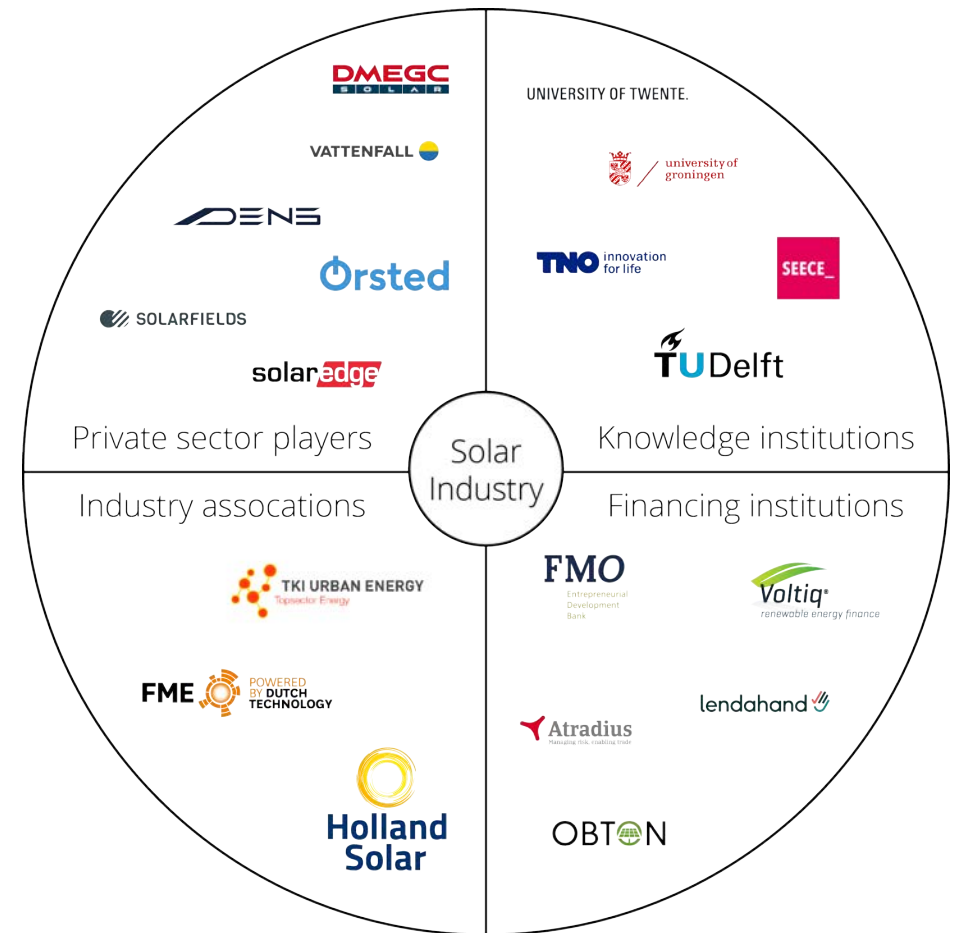 DMEGC
SOLAR
VATTENFALL
DENS
Ørsted
SOLARFIELDS
solaredge
Private sector players
UNIVERSITY OF TWENTE.
university of
groningen
TNO innovation
for life
SEECE_
TUDelft
Knowledge institutions
Solar
Industry
Industry assocations
TKI URBAN ENERGY
Topsector Energy
FME
POWERED
BY DUTCH
TECHNOLOGY
Holland
Solar
Financing institutions
FMO
Entrepreneurial
Development
Bank
Voltiq
renewable energy finance
lendahand
Atradius
Managing risk, enabling trade
OBTON